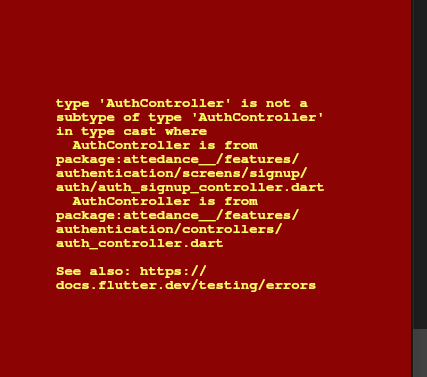 type 'AuthController' is not a
subtype of type 'AuthController'
in type cast where
  AuthController is from
package:attedance__/features/
authentication/screens/signup/
auth/auth_signup_controller.dart
  AuthController is from
package:attedance__/features/
authentication/controllers/
auth_controller.dart

See also: https://
docs.flutter.dev/testing/errors